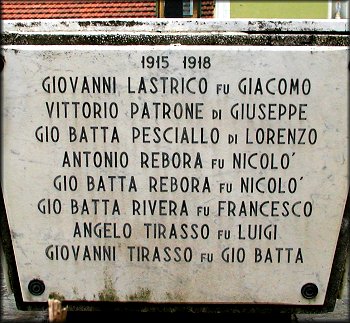 1915 1918
GIOVANNI LASTRICO FU GIACOMO
VITTORIO PATRONE DI GIUSEPPE
GIO BATTA PESCIALLO DI LORENZO
ANTONIO REBORA FU NICOLO'
GIO BATTA REBORA FU NICOLO'
GIO BATTA RIVERA FU FRANCESCO
ANGELO TIRASSO FU LUIGI
GIOVANNI TIRASSO FU GIO BATTA